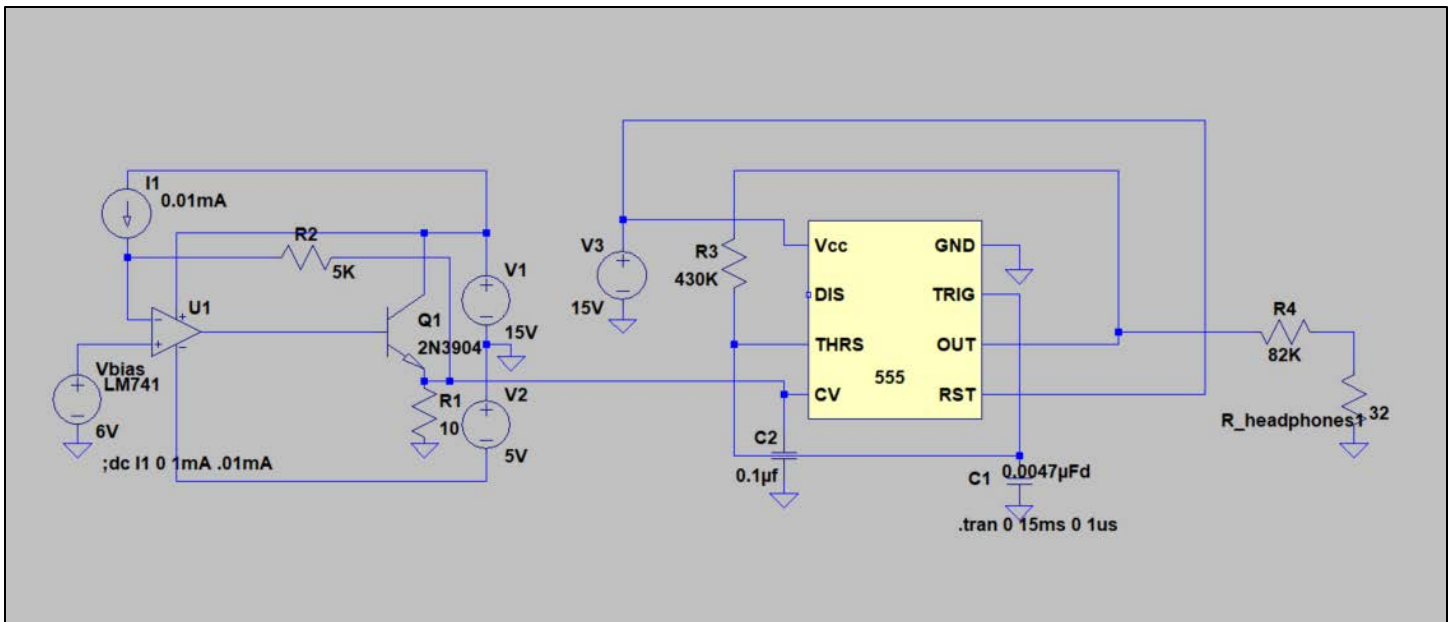 I1
0.01mA
R2
5K
V1
15V
U1
Q1
2N3904
Vbias
LM741
6V
R1
10
V2
5V
;dc I1 0 1mA .01mA
V3
15V
R3
430K
Vcc
GND
DIS
TRIG
THRS
OUT
555
CV
RST
R4
82K
R_headphones1
32
C2
0.1µf
C1
0.0047µFd
.tran 0 15ms 0 1us